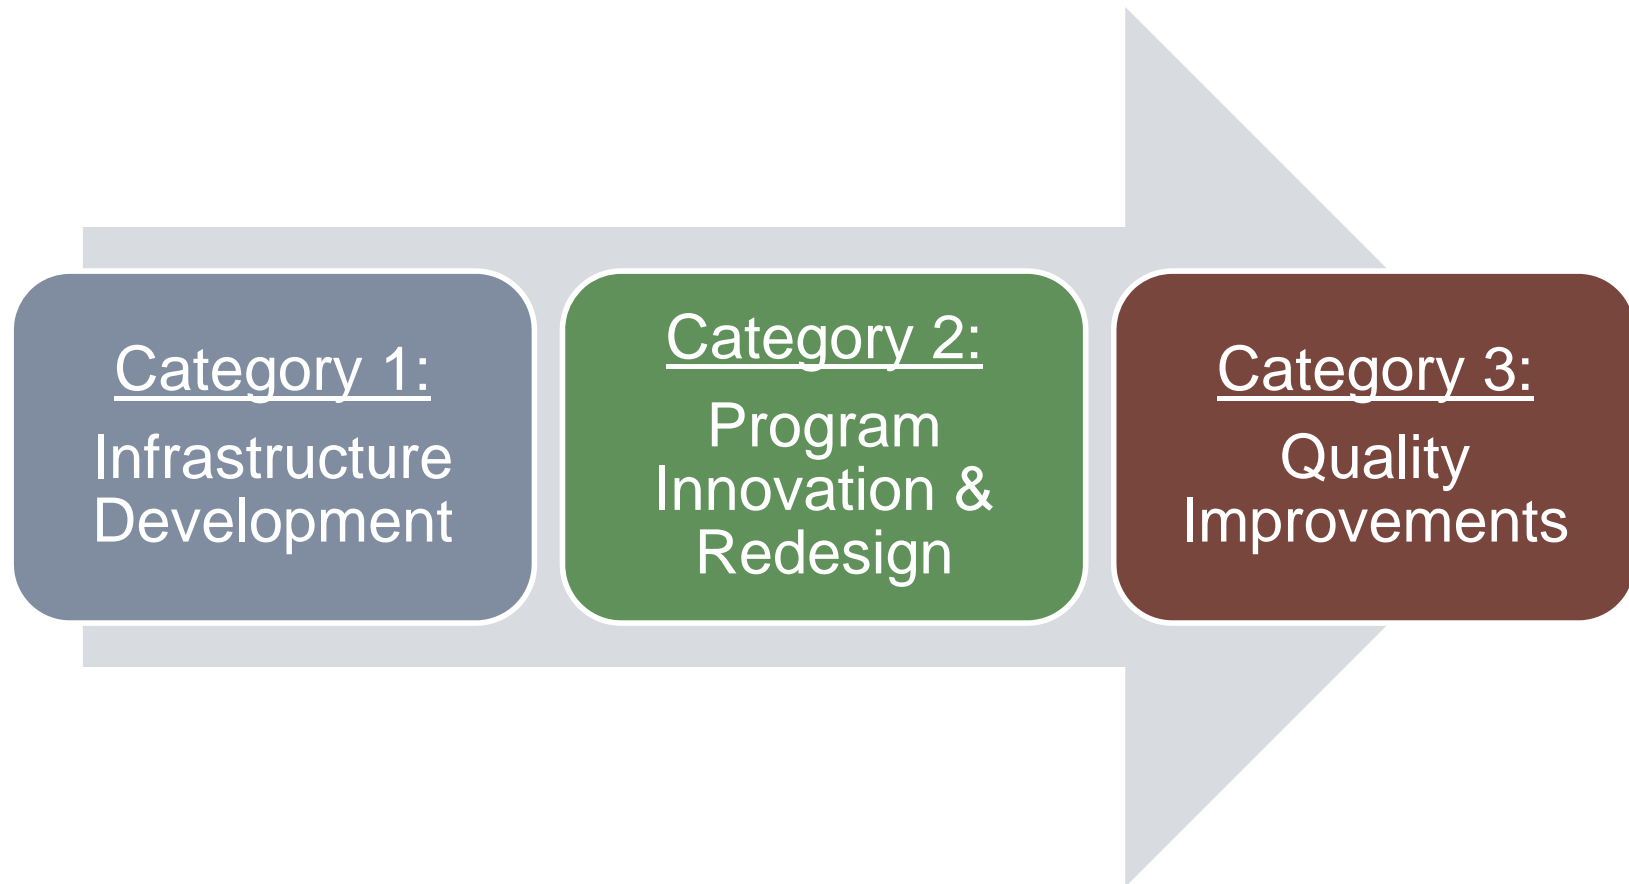 Category 1:
Infrastructure
Development
Category 2:
Program
Innovation &
Redesign
Category 3:
Quality
Improvements